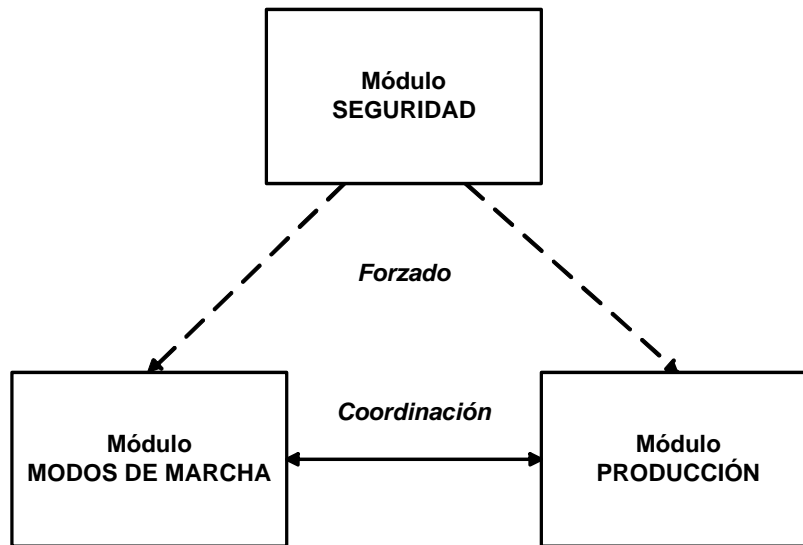 Módulo
SEGURIDAD
Forzado
Coordinación
Módulo
MODOS DE MARCHA
Módulo
PRODUCCIÓN